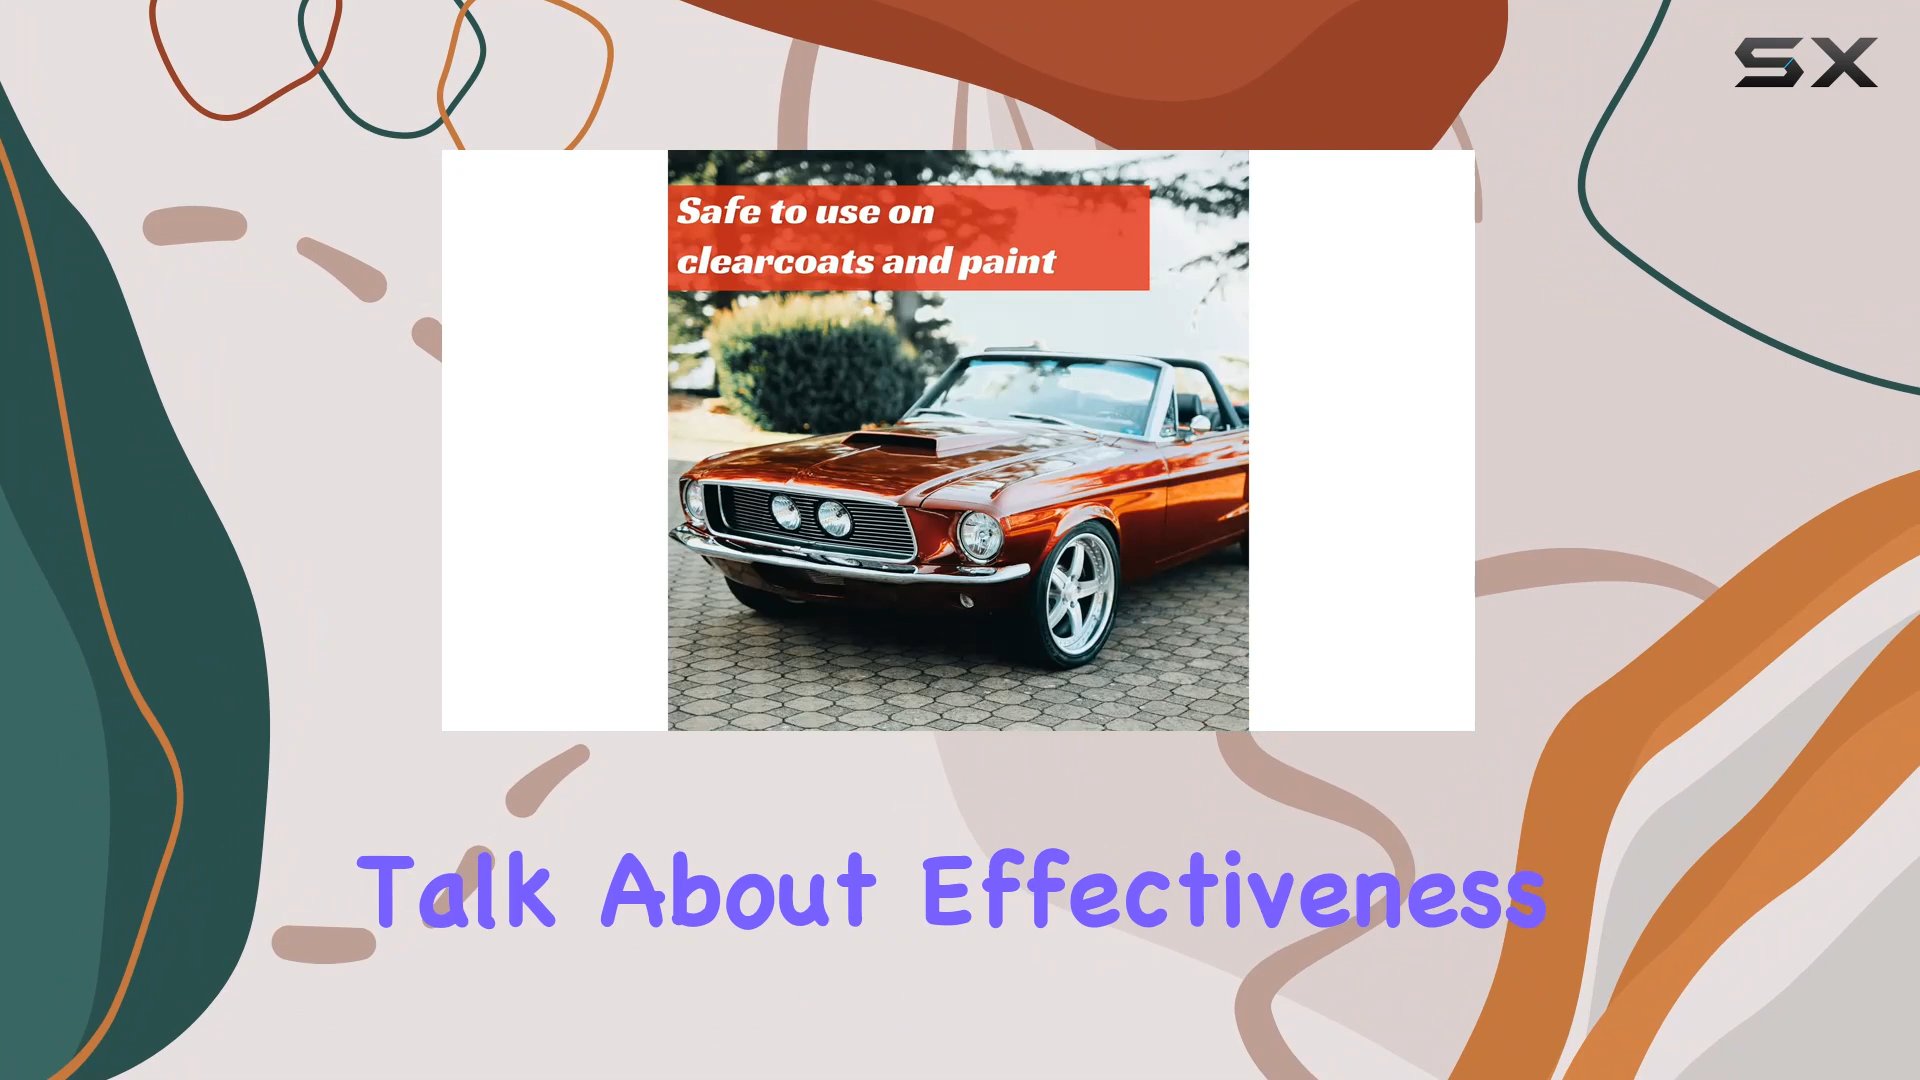 SX
Safe to use on
clearcoats and paint
Talk About Effectiveness